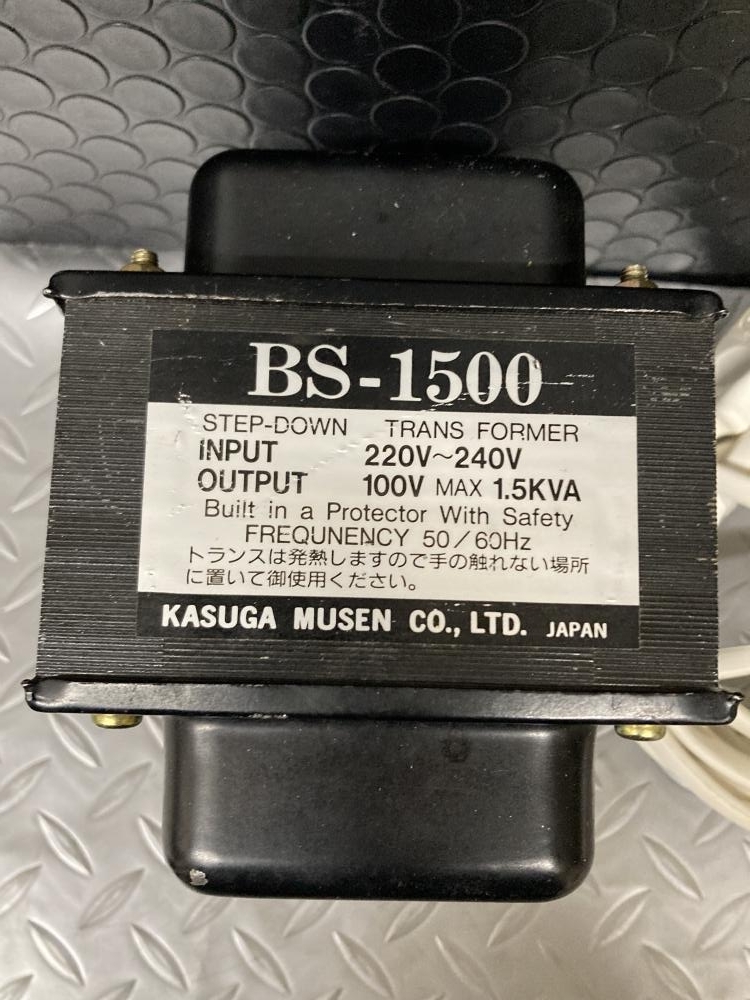 BS-1500
STEP-DOWN TRANS FORMER
INPUT 220V~240V
OUTPUT 100V MAX 1.5KVA
Built in a Protector With Safety
FREQUNENCY 50/60Hz
トランスは発熱しますので手の触れない場所
に置いて御使用ください。
KASUGA MUSEN CO., LTD. JAPAN